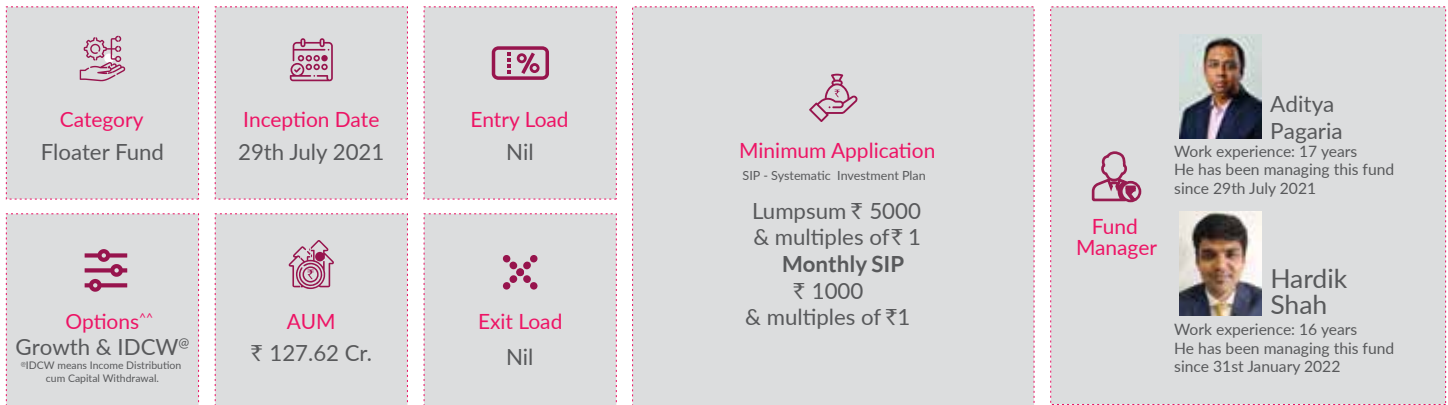 Category
Floater Fund
Inception Date
29th July 2021
Entry Load
Nil
Options^^
Growth & IDCW@
@IDCW means Income Distribution
cum Capital Withdrawal.
AUM
₹ 127.62 Cr.
Exit Load
Nil
Minimum Application
SIP - Systematic Investment Plan
Lumpsum ₹ 5000
& multiples of ₹ 1
Monthly SIP
₹ 1000
& multiples of ₹1
Fund
Manager
Aditya
Pagaria
Work experience: 17 years
He has been managing this fund
since 29th July 2021
Hardik
Shah
Work experience: 16 years
He has been managing this fund
since 31st January 2022